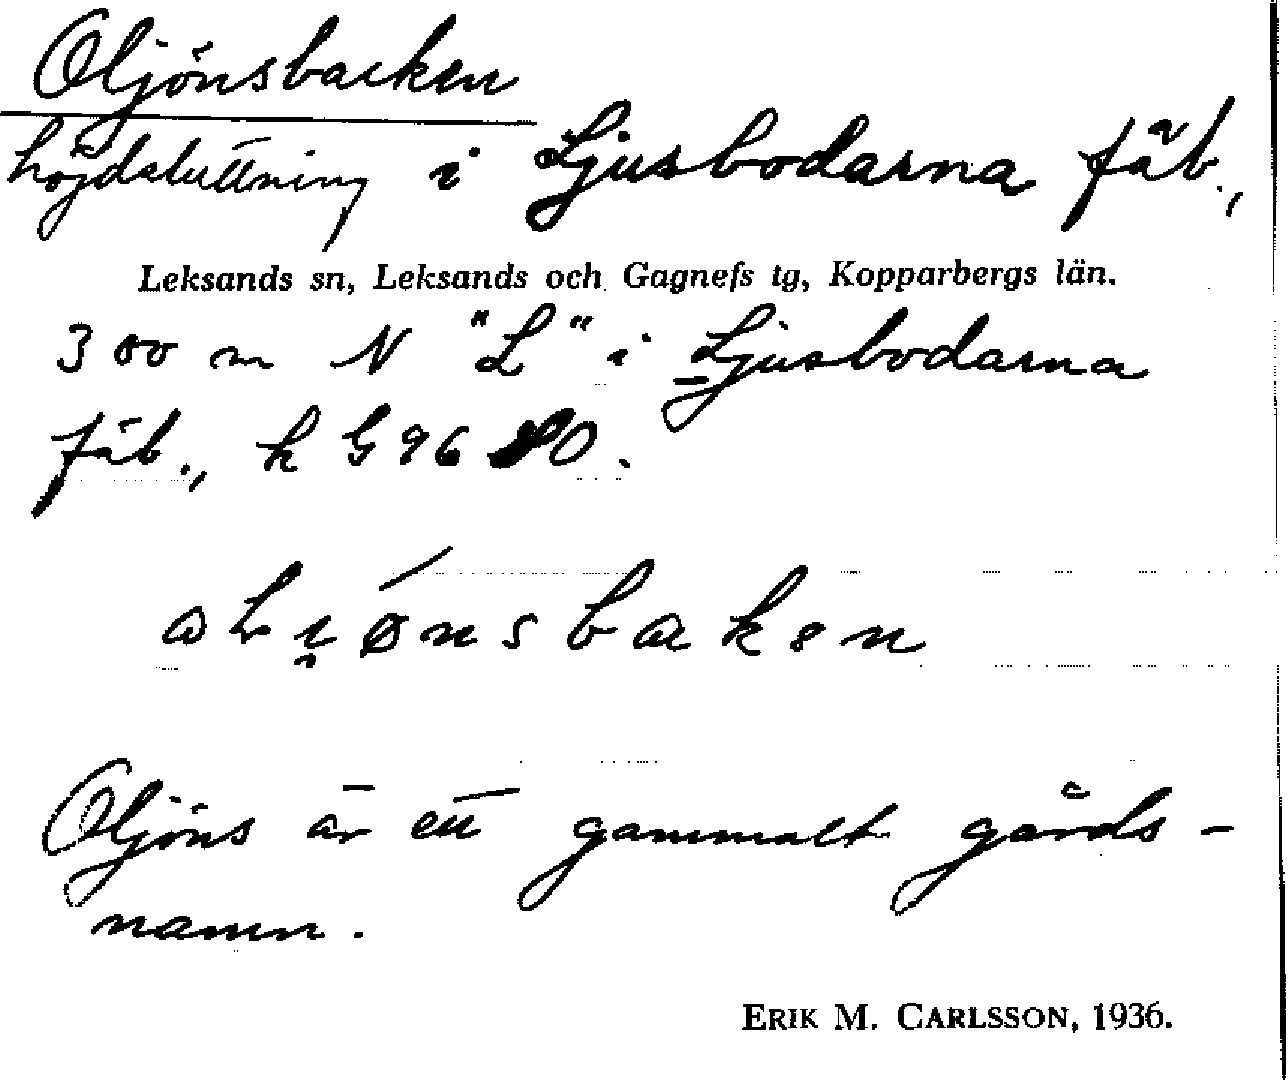 Oljönsbacken
höjdsluttning i Ljusbodarna fäb.,
Leksands sn, Leksands och Gagnefs tg, Kopparbergs län.
300 m N "L" i Ljusbodarna
fäb., k G96 80.
Oljöns är ett gammalt gårds-
namn.
ERIK M. CARLSSON, 1936.